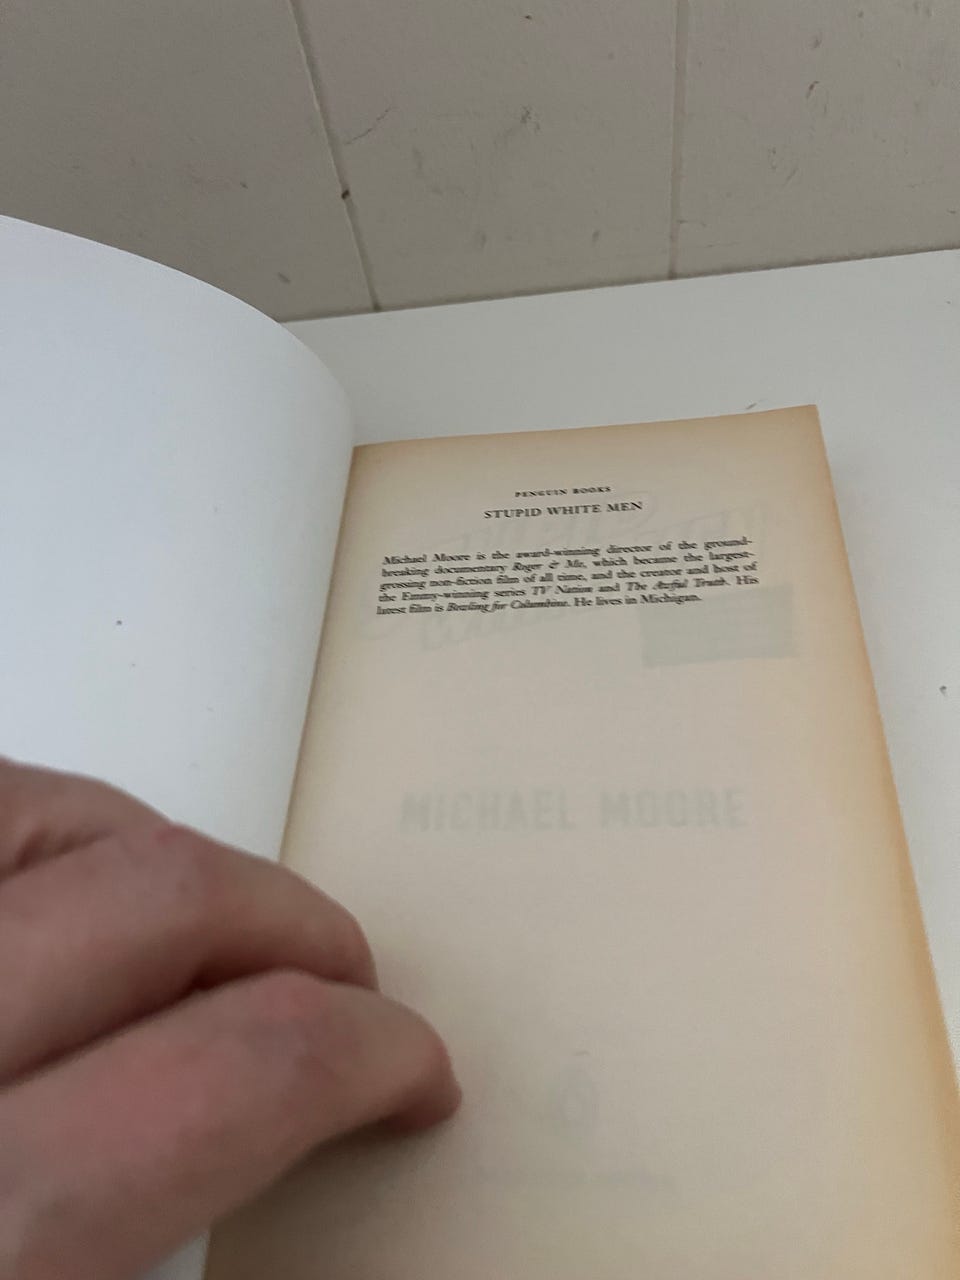 PENGUIN BOOKS
STUPID WHITE MEN
Michael Moore is the award-winning director of the ground-
breaking documentary Roger & Me, which became the largest-
grossing non-fiction film of all time, and the creator and host of
the Emmy-winning series TV Nation and The Awful Truth. His
latest film is Bowling for Columbine. He lives in Michigan.
MICHAEL MOORE